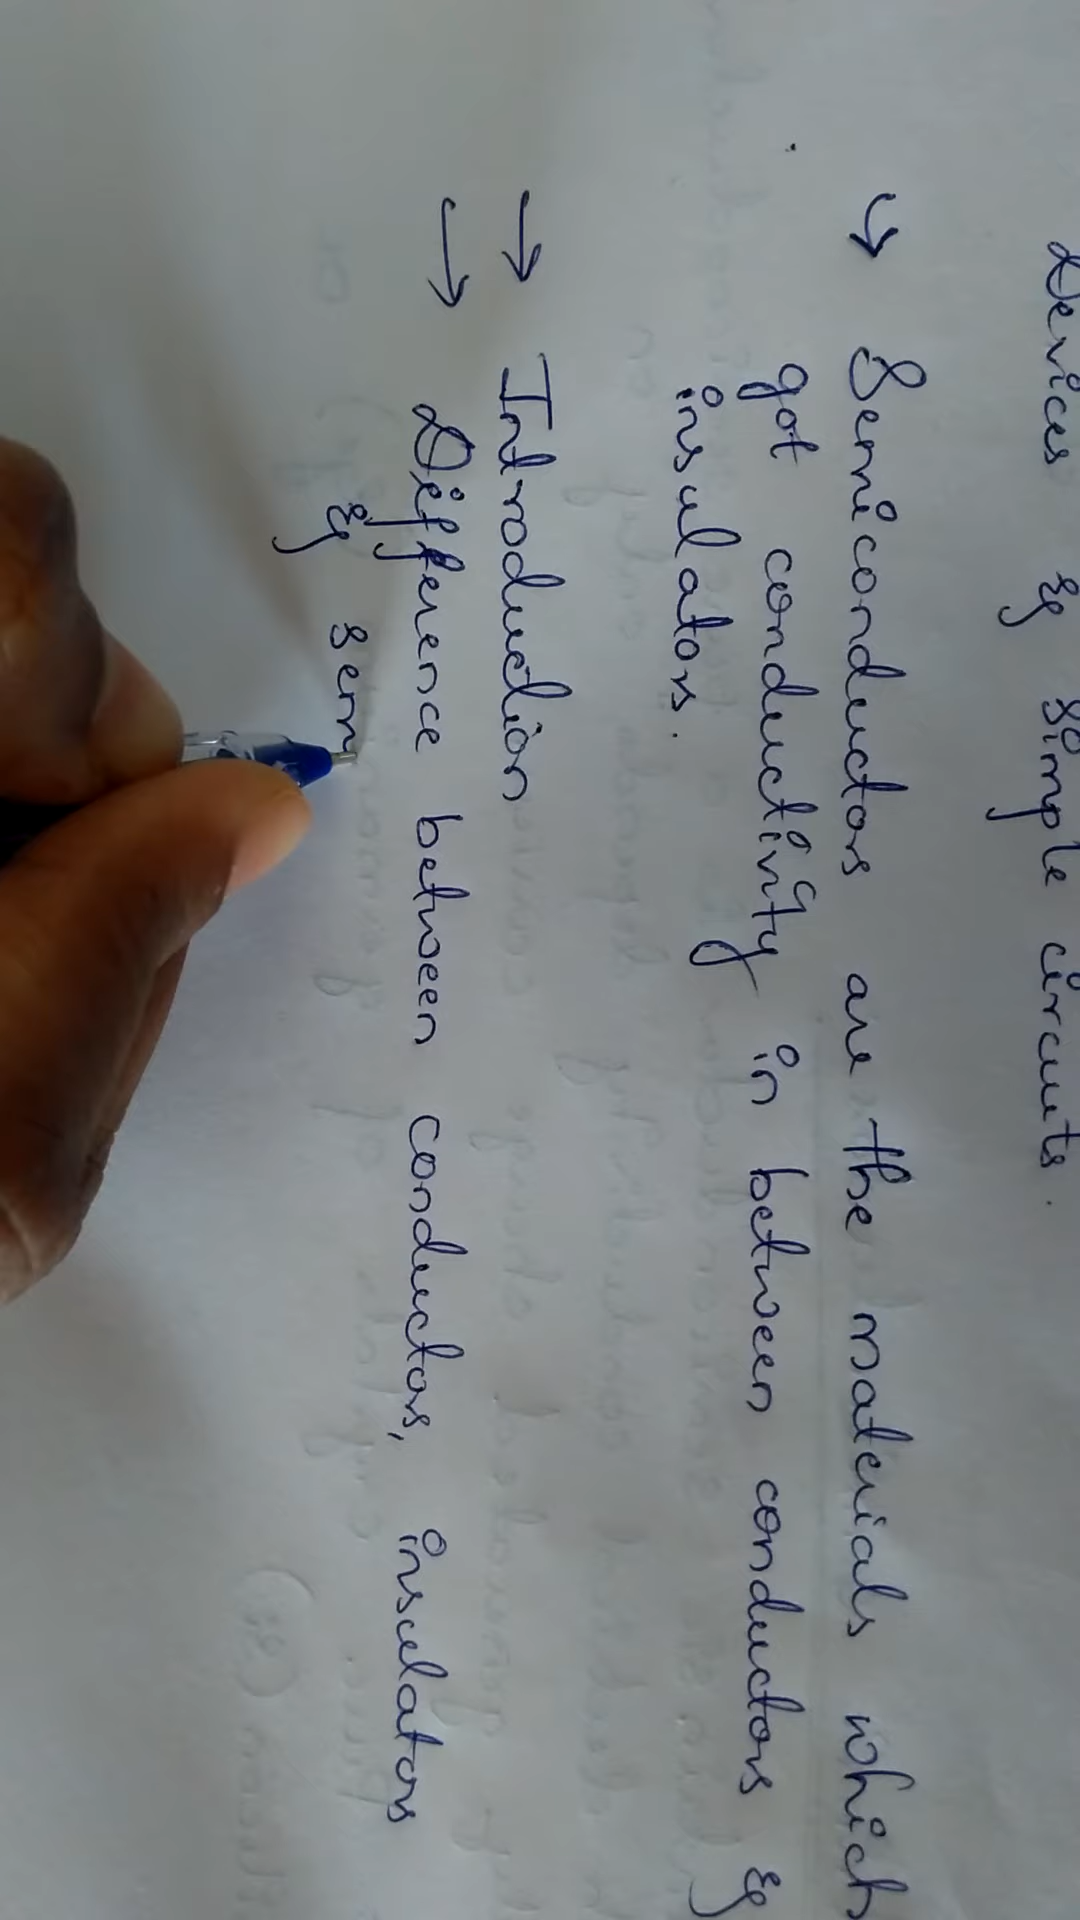 Devices & simple circuits.
↳ Semiconductors are the materials which
got conductivity in between conductors &
insulators.
→ Introduction
→ Difference between conductors, insulators
& sem